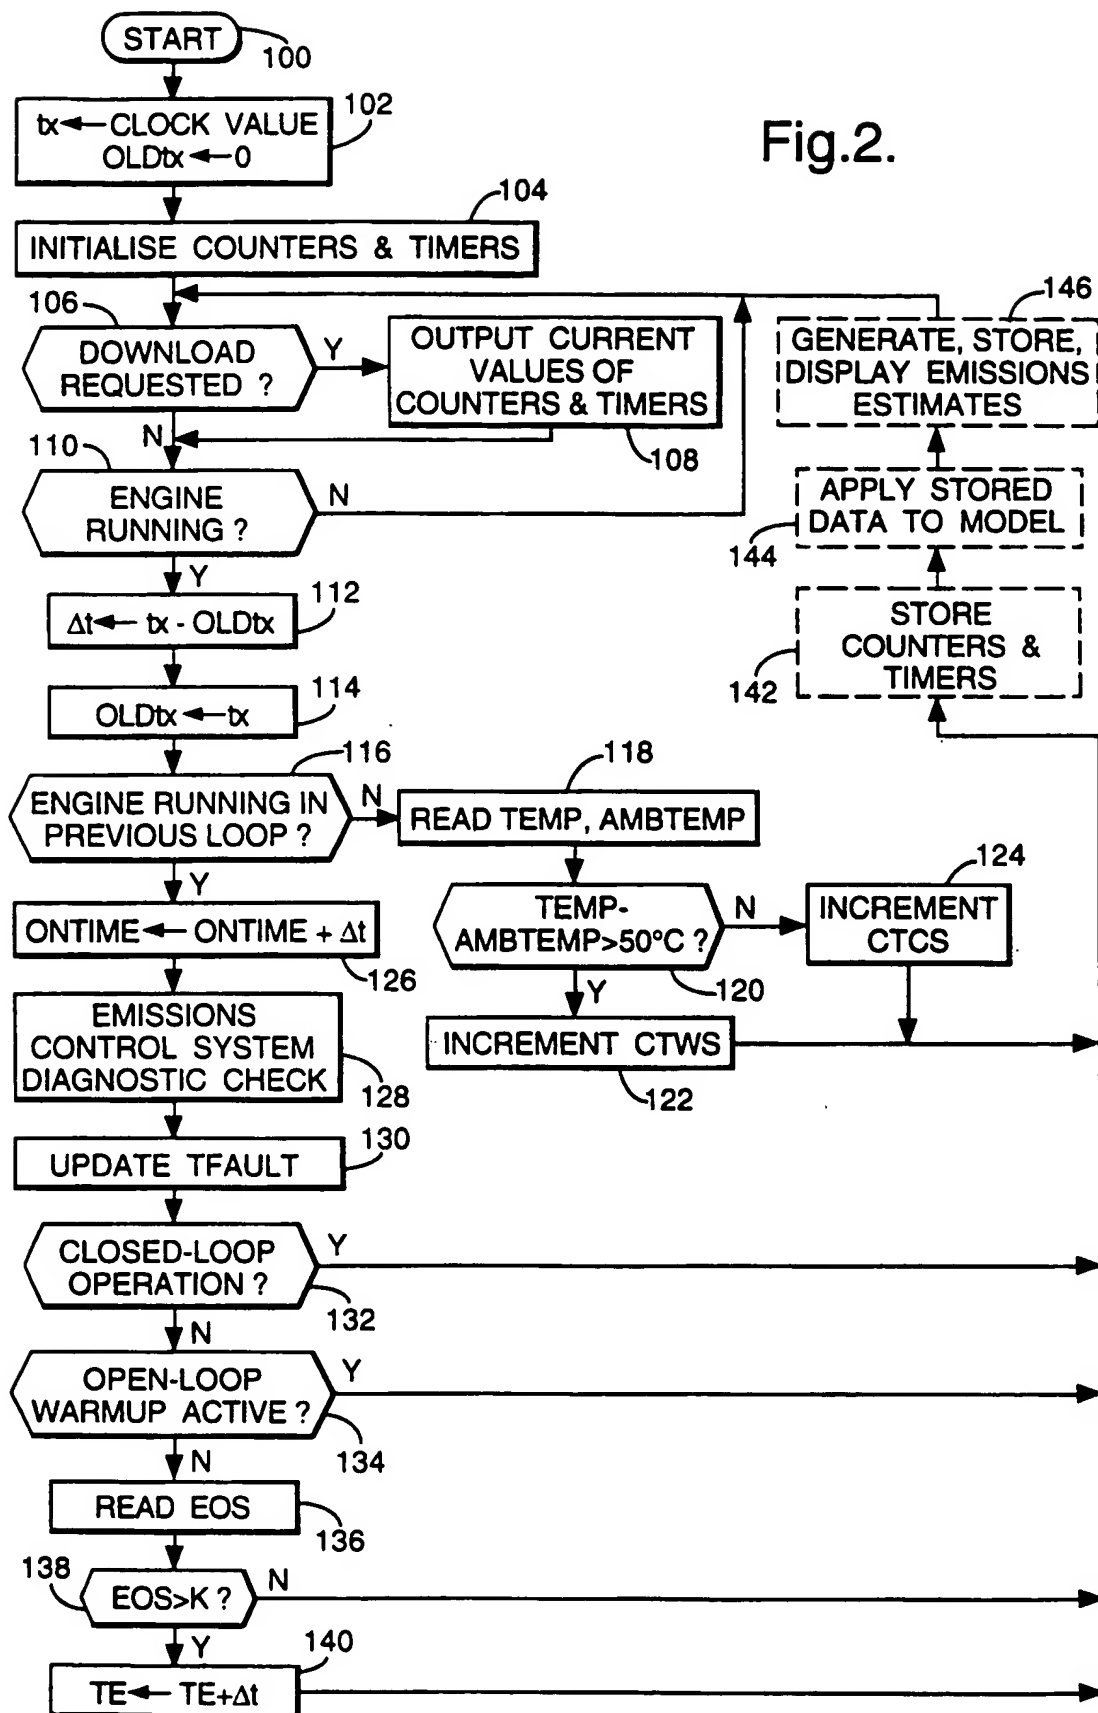 START
100
tx←CLOCK VALUE
OLDtx←0
102
Fig.2.
104
INITIALISE COUNTERS & TIMERS
106
DOWNLOAD
REQUESTED ?
Y
N
OUTPUT CURRENT
VALUES OF
COUNTERS & TIMERS
108
146
GENERATE, STORE,
DISPLAY EMISSIONS
ESTIMATES
110
ENGINE
RUNNING ?
N
Y
APPLY STORED
DATA TO MODEL
144
Δt← tx - OLDtx
112
STORE
COUNTERS &
TIMERS
142
OLDtx←tx
114
116
ENGINE RUNNING IN
PREVIOUS LOOP ?
N
Y
118
READ TEMP, AMBTEMP
TEMP-
AMBTEMP>50°C ?
120
N
Y
124
INCREMENT
CTCS
INCREMENT CTWS
122
ONTIME← ONTIME + Δt
126
EMISSIONS
CONTROL SYSTEM
DIAGNOSTIC CHECK
128
UPDATE TFAULT
130
CLOSED-LOOP
OPERATION ?
132
Y
N
OPEN-LOOP
WARMUP ACTIVE ?
134
Y
N
READ EOS
136
138
EOS>K ?
N
Y
140
TE← TE+Δt